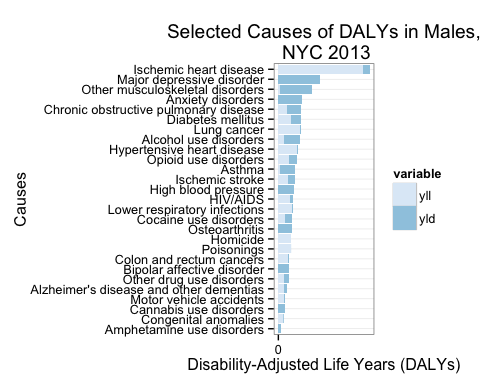 Selected Causes of DALYs in Males,
NYC 2013
Causes
Ischemic heart disease
Major depressive disorder
Other musculoskeletal disorders
Anxiety disorders
Chronic obstructive pulmonary disease
Diabetes mellitus
Lung cancer
Alcohol use disorders
Hypertensive heart disease
Opioid use disorders
Asthma
Ischemic stroke
High blood pressure
HIV/AIDS
Lower respiratory infections
Cocaine use disorders
Osteoarthritis
Homicide
Poisonings
Colon and rectum cancers
Bipolar affective disorder
Other drug use disorders
Alzheimer's disease and other dementias
Motor vehicle accidents
Cannabis use disorders
Congenital anomalies
Amphetamine use disorders
variable
yll
yld
0
Disability-Adjusted Life Years (DALYs)